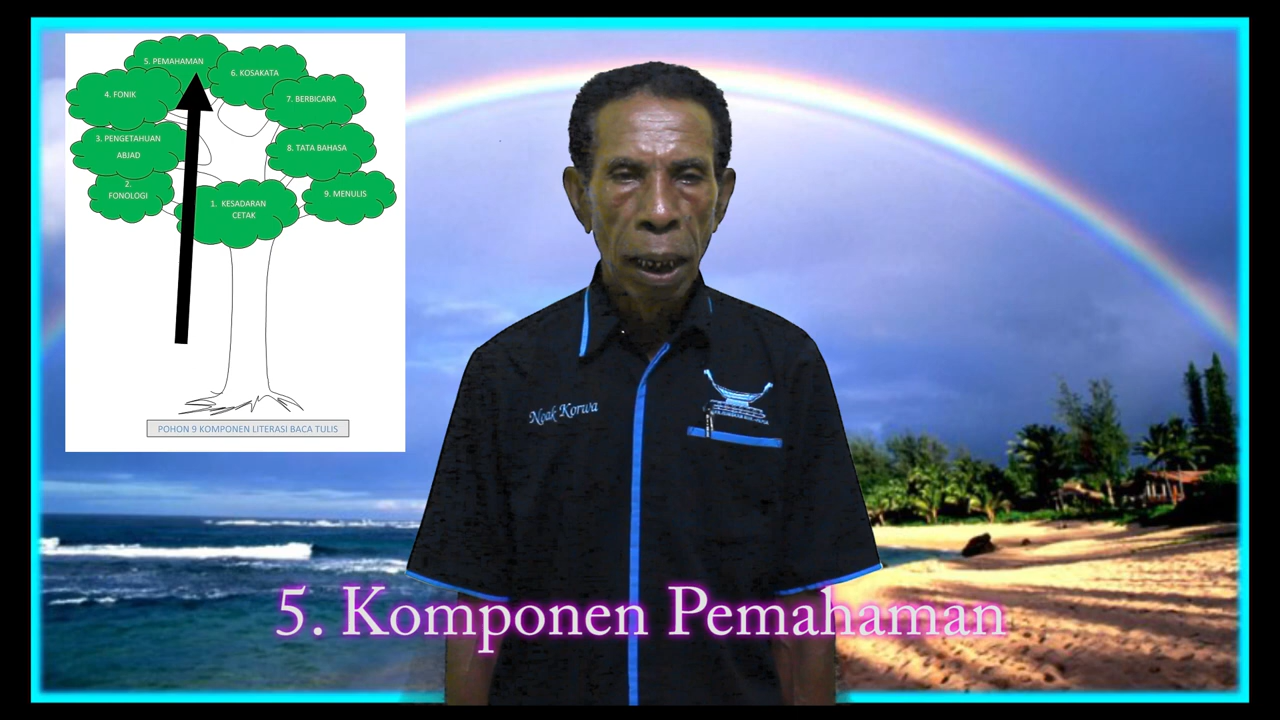 5. PEMAHAMAN
6. KOSAKATA
4. FONIK
7. BERBICARA
3. PENGETAHUAN
ABJAD
8. TATA BAHASA
2.
FONOLOGI
1. KESADARAN
CETAK
9. MENULIS
POHON 9 KOMPONEN LITERASI BACA TULIS
Noak Korwa
5. Komponen Pemahaman